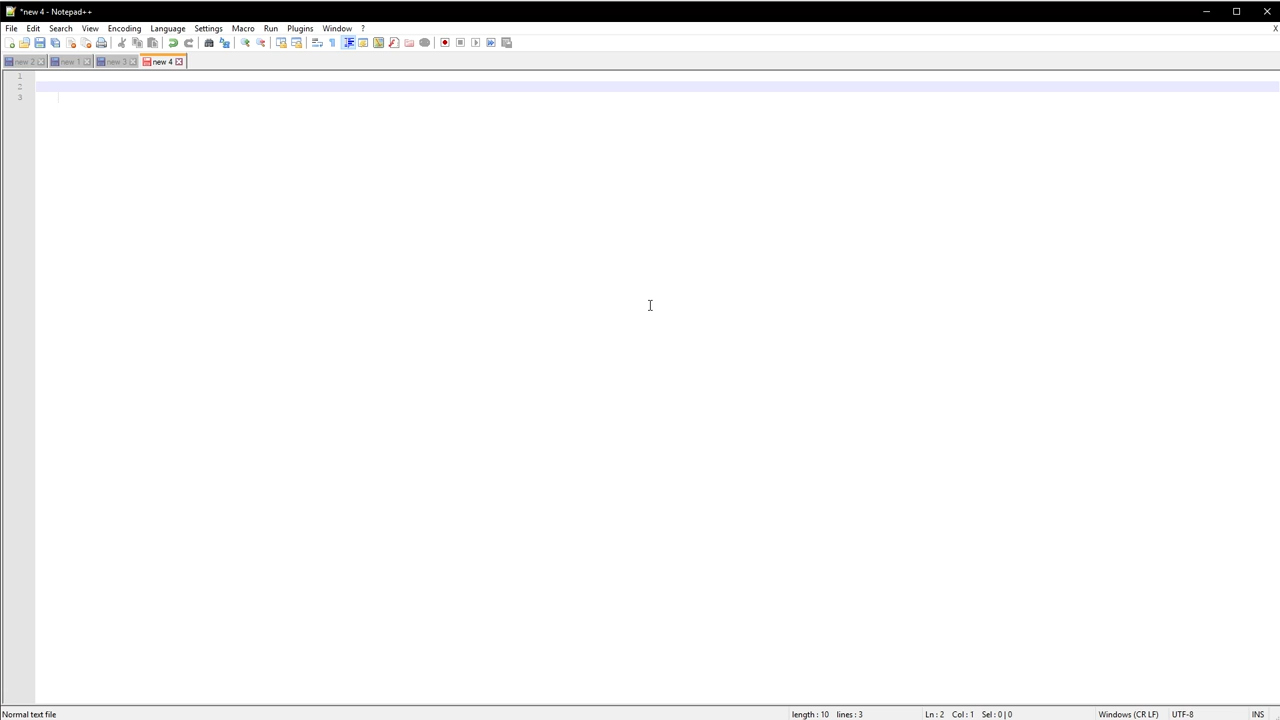 *new 4 - Notepad++
File Edit Search View Encoding Language Settings Macro Run Plugins Window ? X
new 2 new 1 new 3 new 4
1
2
3
Normal text file length : 10 lines : 3 Ln : 2 Col : 1 Sel : 0 | 0 Windows (CR LF) UTF-8 INS